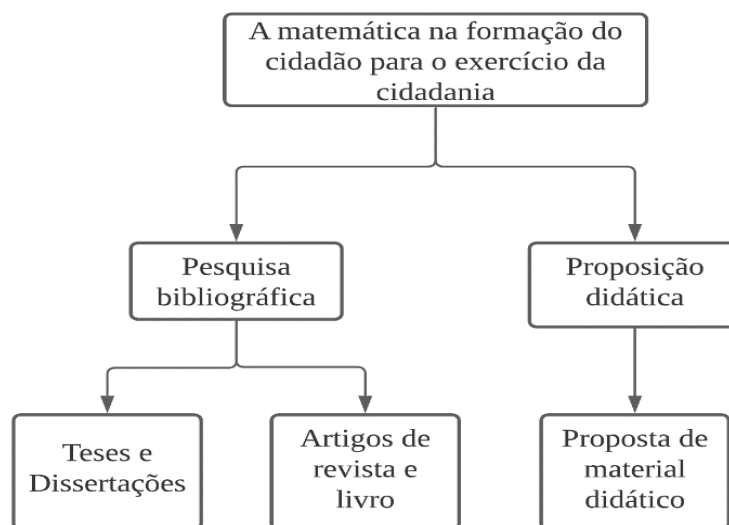 A matemática na formação do
cidadão para o exercício da
cidadania
Pesquisa
bibliográfica
Proposição
didática
Teses e
Dissertações
Artigos de
revista e
livro
Proposta de
material
didático